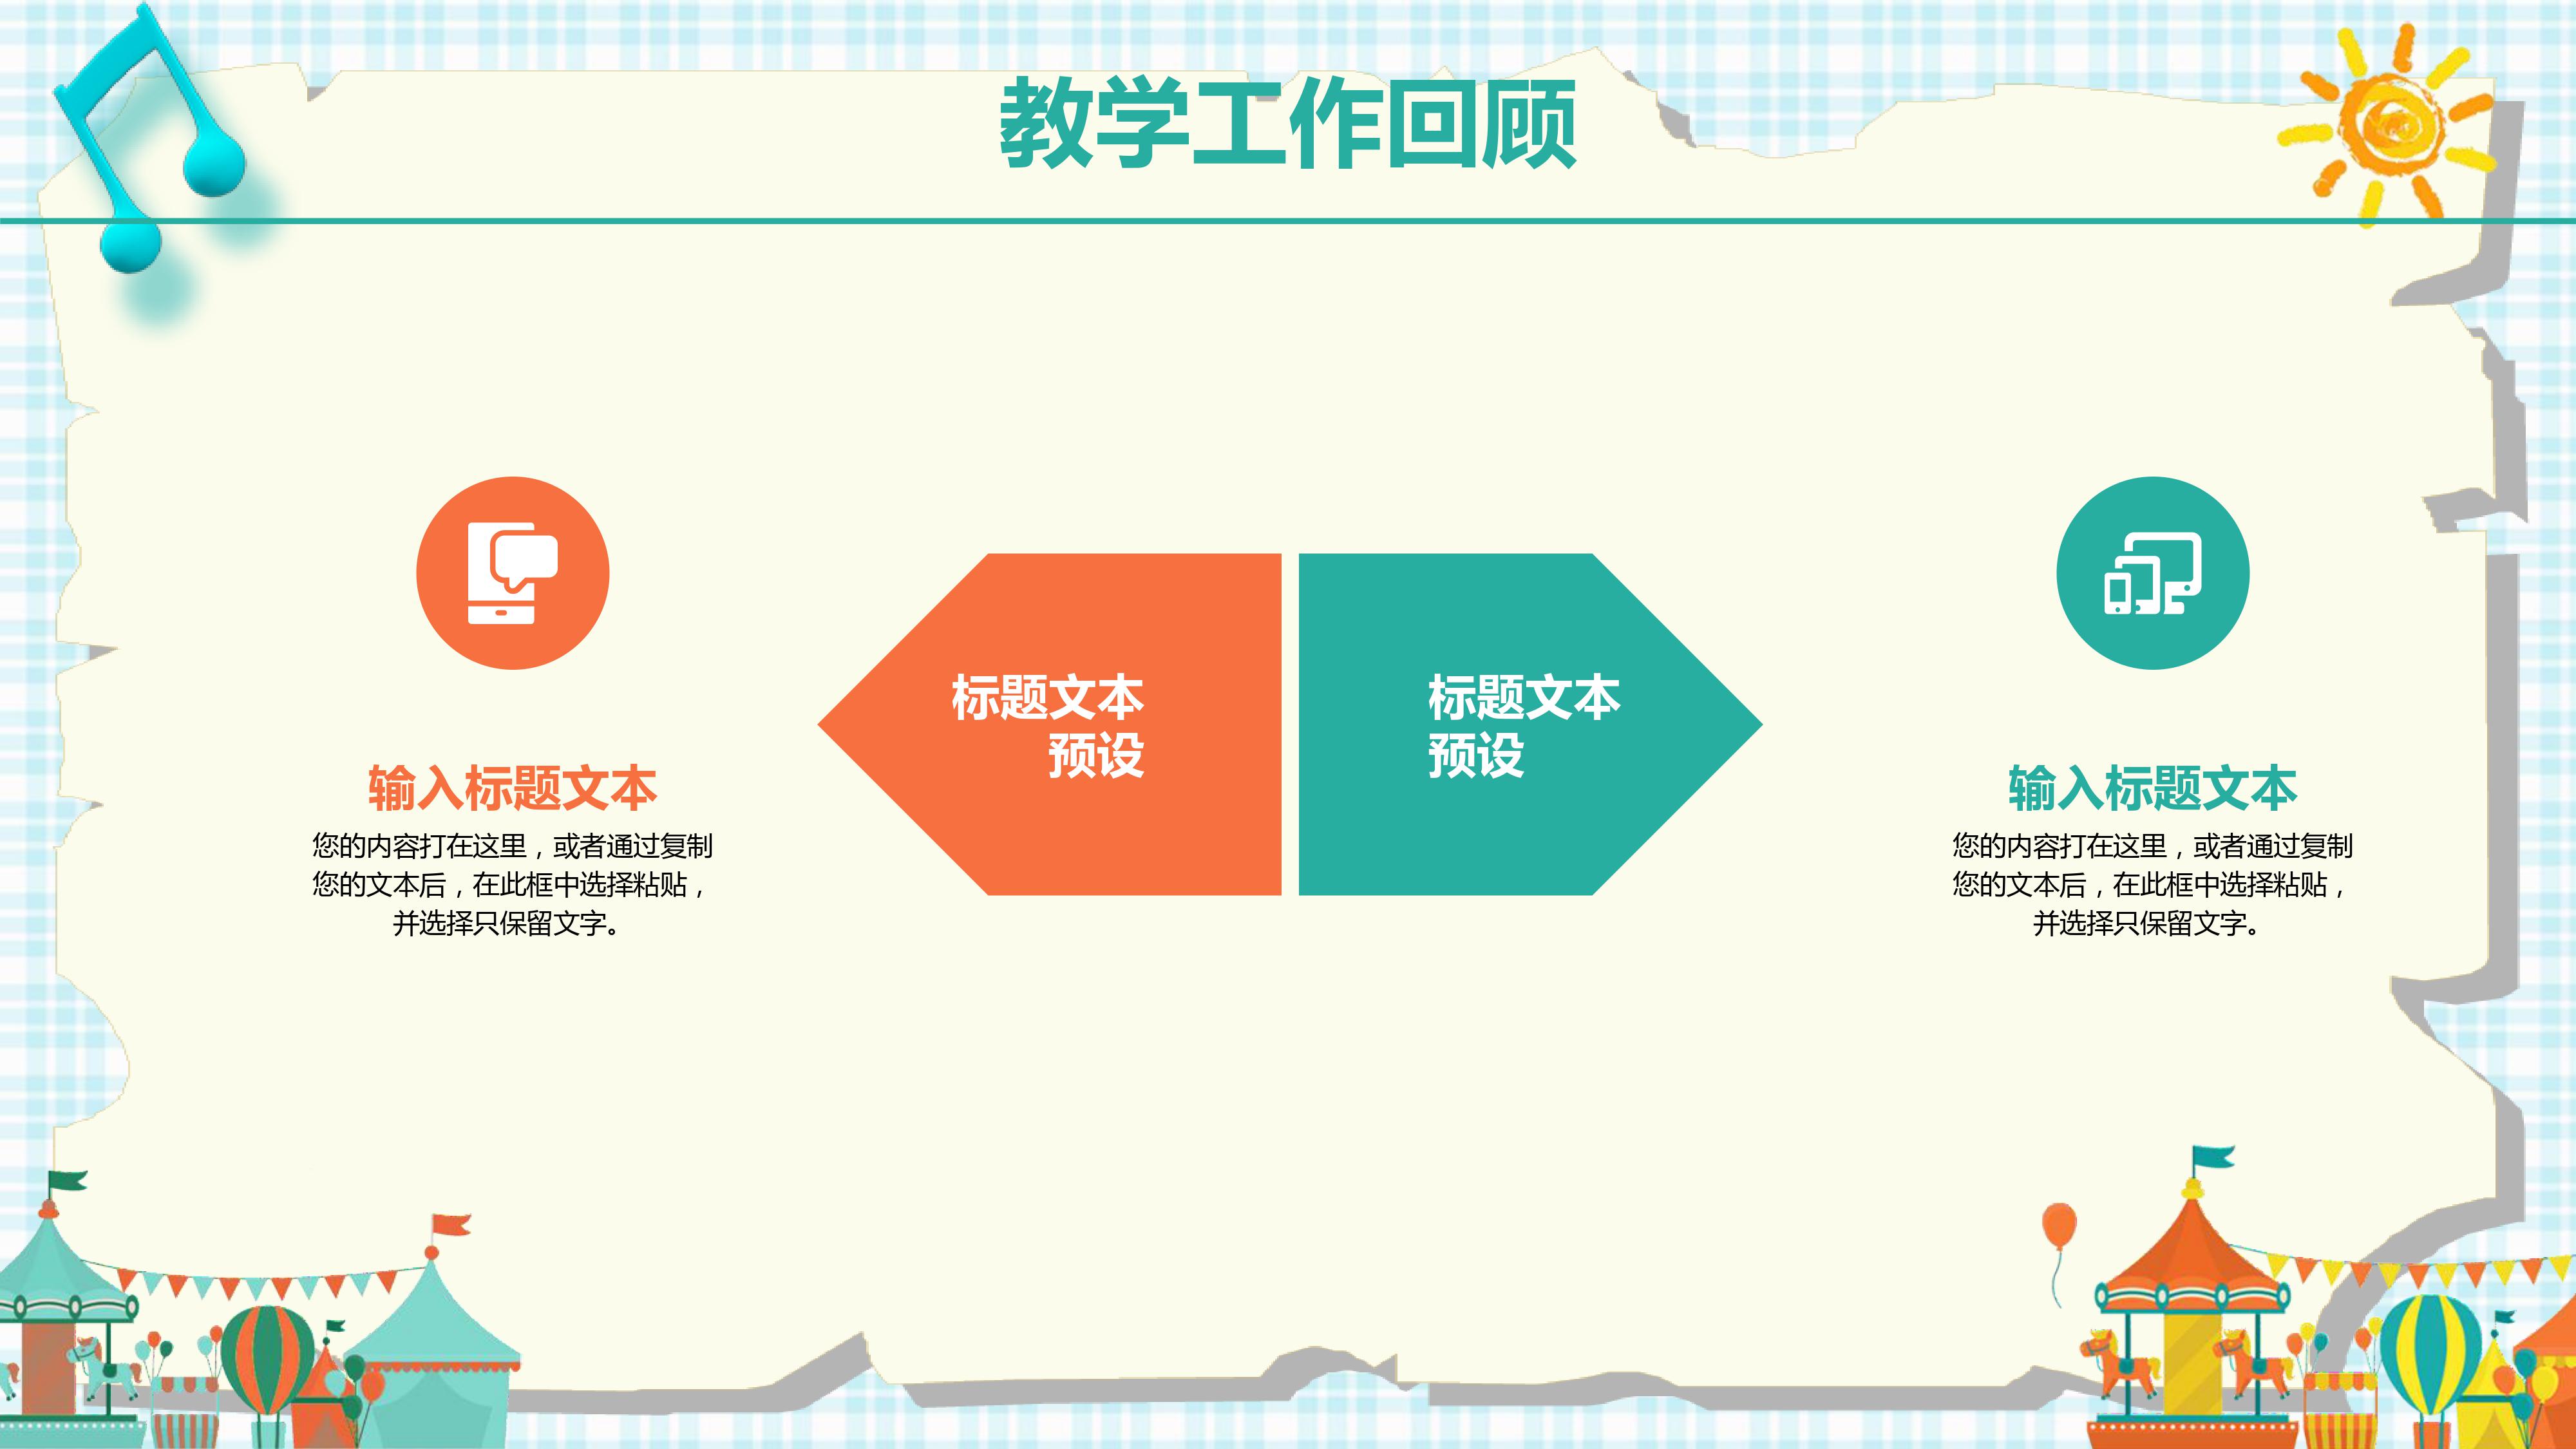 教学工作回顾
输入标题文本
您的内容打在这里，或者通过复制
您的文本后，在此框中选择粘贴，
并选择只保留文字。
标题文本
预设
标题文本
预设
输入标题文本
您的内容打在这里，或者通过复制
您的文本后，在此框中选择粘贴，
并选择只保留文字。